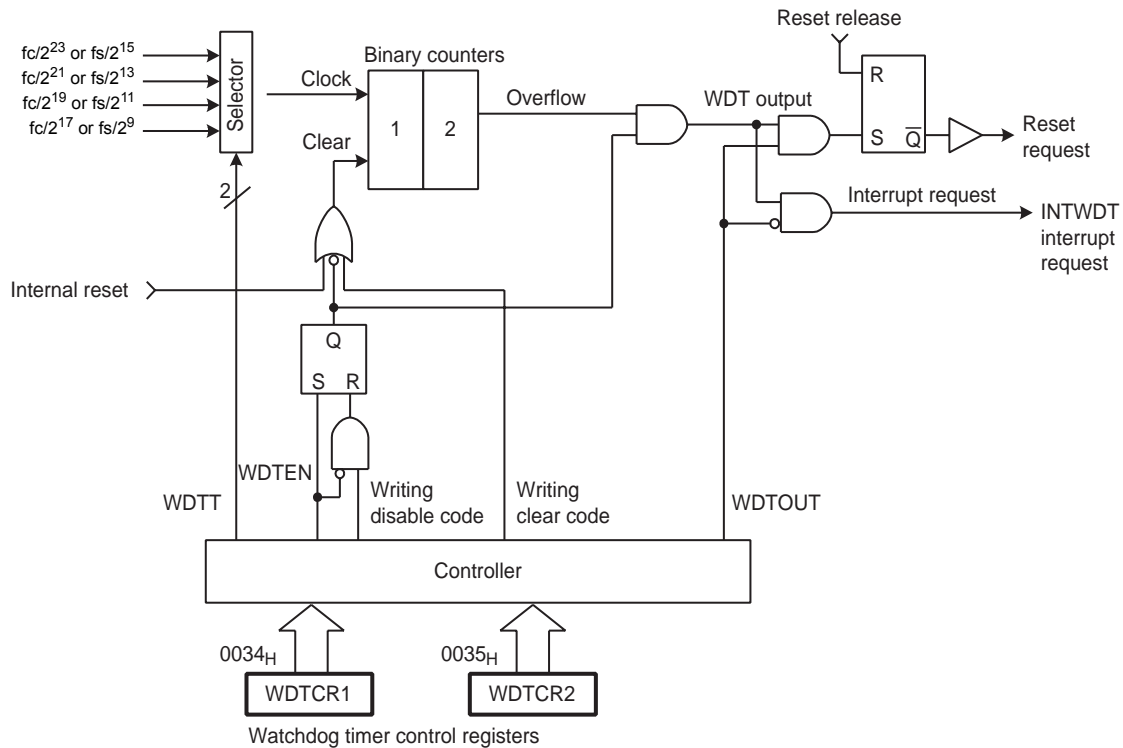 Reset release
fc/2²³ or fs/2¹⁵
fc/2²¹ or fs/2¹³
fc/2¹⁹ or fs/2¹¹
fc/2¹⁷ or fs/2⁹
Selector
Binary counters
Clock
1
2
Clear
Overflow
WDT output
R
S
Q̅
Reset
request
2
Interrupt request
INTWDT
interrupt
request
Internal reset
Q
S R
WDTEN
WDTT
Writing
disable code
Writing
clear code
WDTOUT
Controller
0034H
0035H
WDTCR1
WDTCR2
Watchdog timer control registers